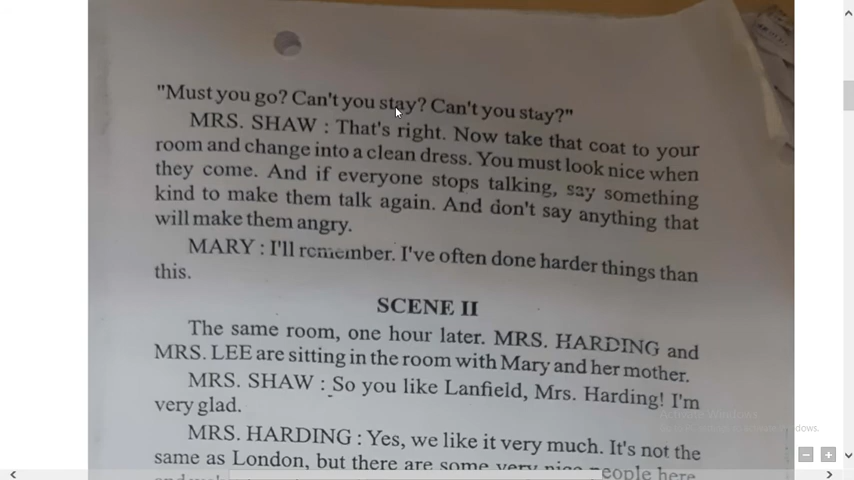 "Must you go? Can't you stay? Can't you stay?"
MRS. SHAW : That's right. Now take that coat to your
room and change into a clean dress. You must look nice when
they come. And if everyone stops talking, say something
kind to make them talk again. And don't say anything that
will make them angry.
MARY : I'll remember. I've often done harder things than
this.
SCENE II
The same room, one hour later. MRS. HARDING and
MRS. LEE are sitting in the room with Mary and her mother.
MRS. SHAW : So you like Lanfield, Mrs. Harding! I'm
very glad.
MRS. HARDING : Yes, we like it very much. It's not the
same as London, but there are some very nice people here
Activate Windows